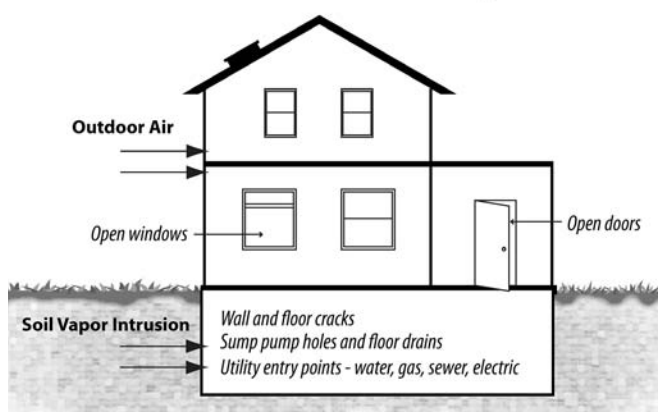 Outdoor Air
Open windows
Open doors
Soil Vapor Intrusion
Wall and floor cracks
Sump pump holes and floor drains
Utility entry points - water, gas, sewer, electric